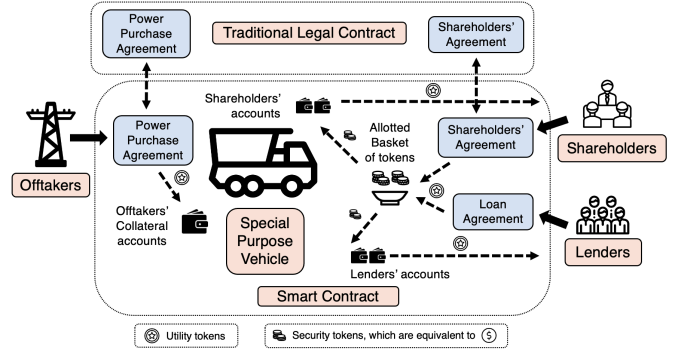 Power
Purchase
Agreement
Traditional Legal Contract
Shareholders'
Agreement
Shareholders'
accounts
Power
Purchase
Agreement
Allotted
Basket
of tokens
Shareholders'
Agreement
Shareholders
Offtakers
Offtakers'
Collateral
accounts
Special
Purpose
Vehicle
Loan
Agreement
Lenders
Lenders' accounts
Smart Contract
Utility tokens
Security tokens, which are equivalent to $